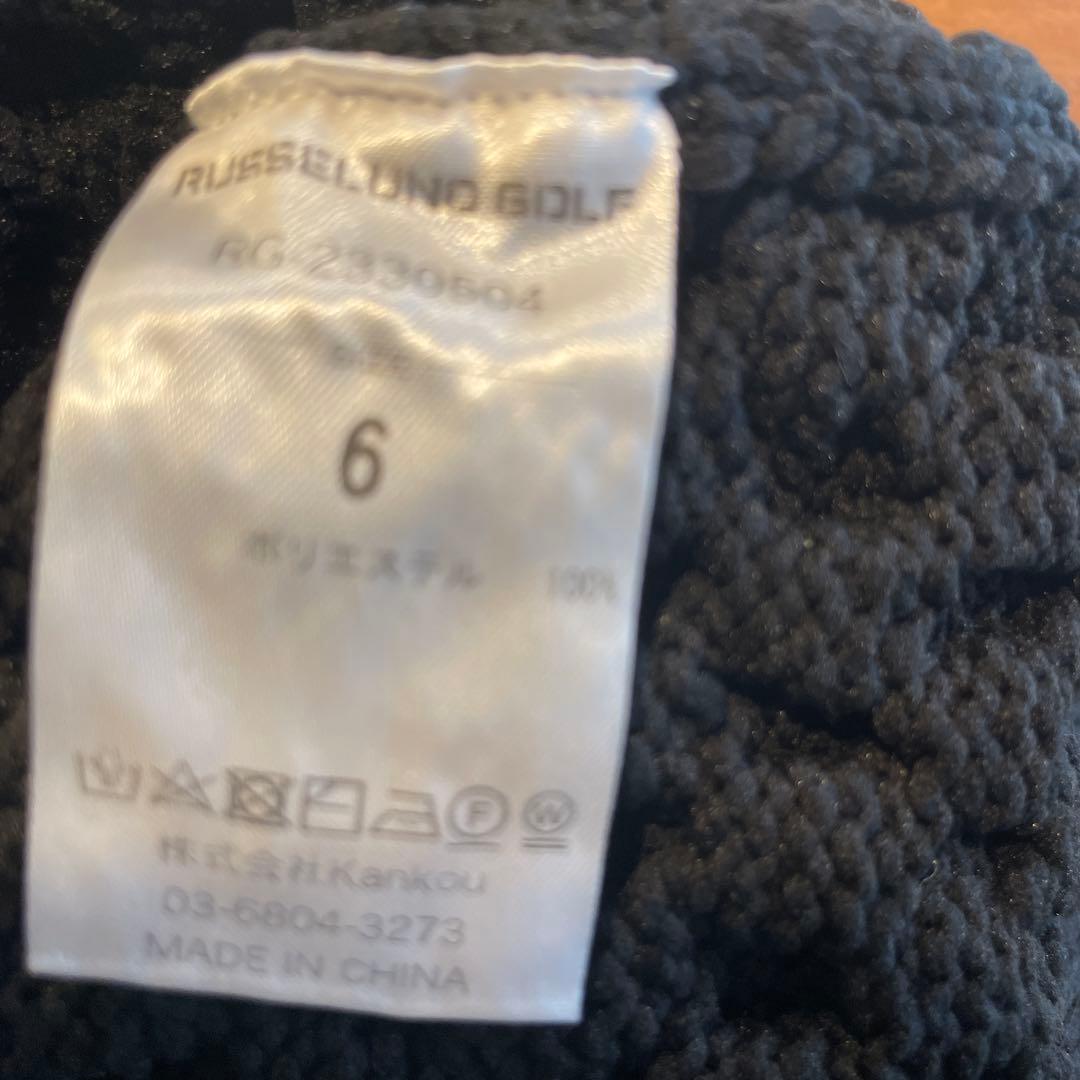 RUSSELUNO GOLF
RG 2330604
6
ポリエステル 100%
F W
株式会社Kankou
03-6804-3273
MADE IN CHINA